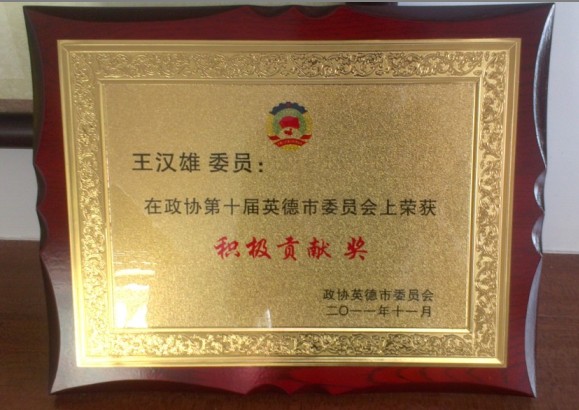 王汉雄 委员：
在政协第十届英德市委员会上荣获
积极贡献奖
政协英德市委员会
二〇一一年十一月